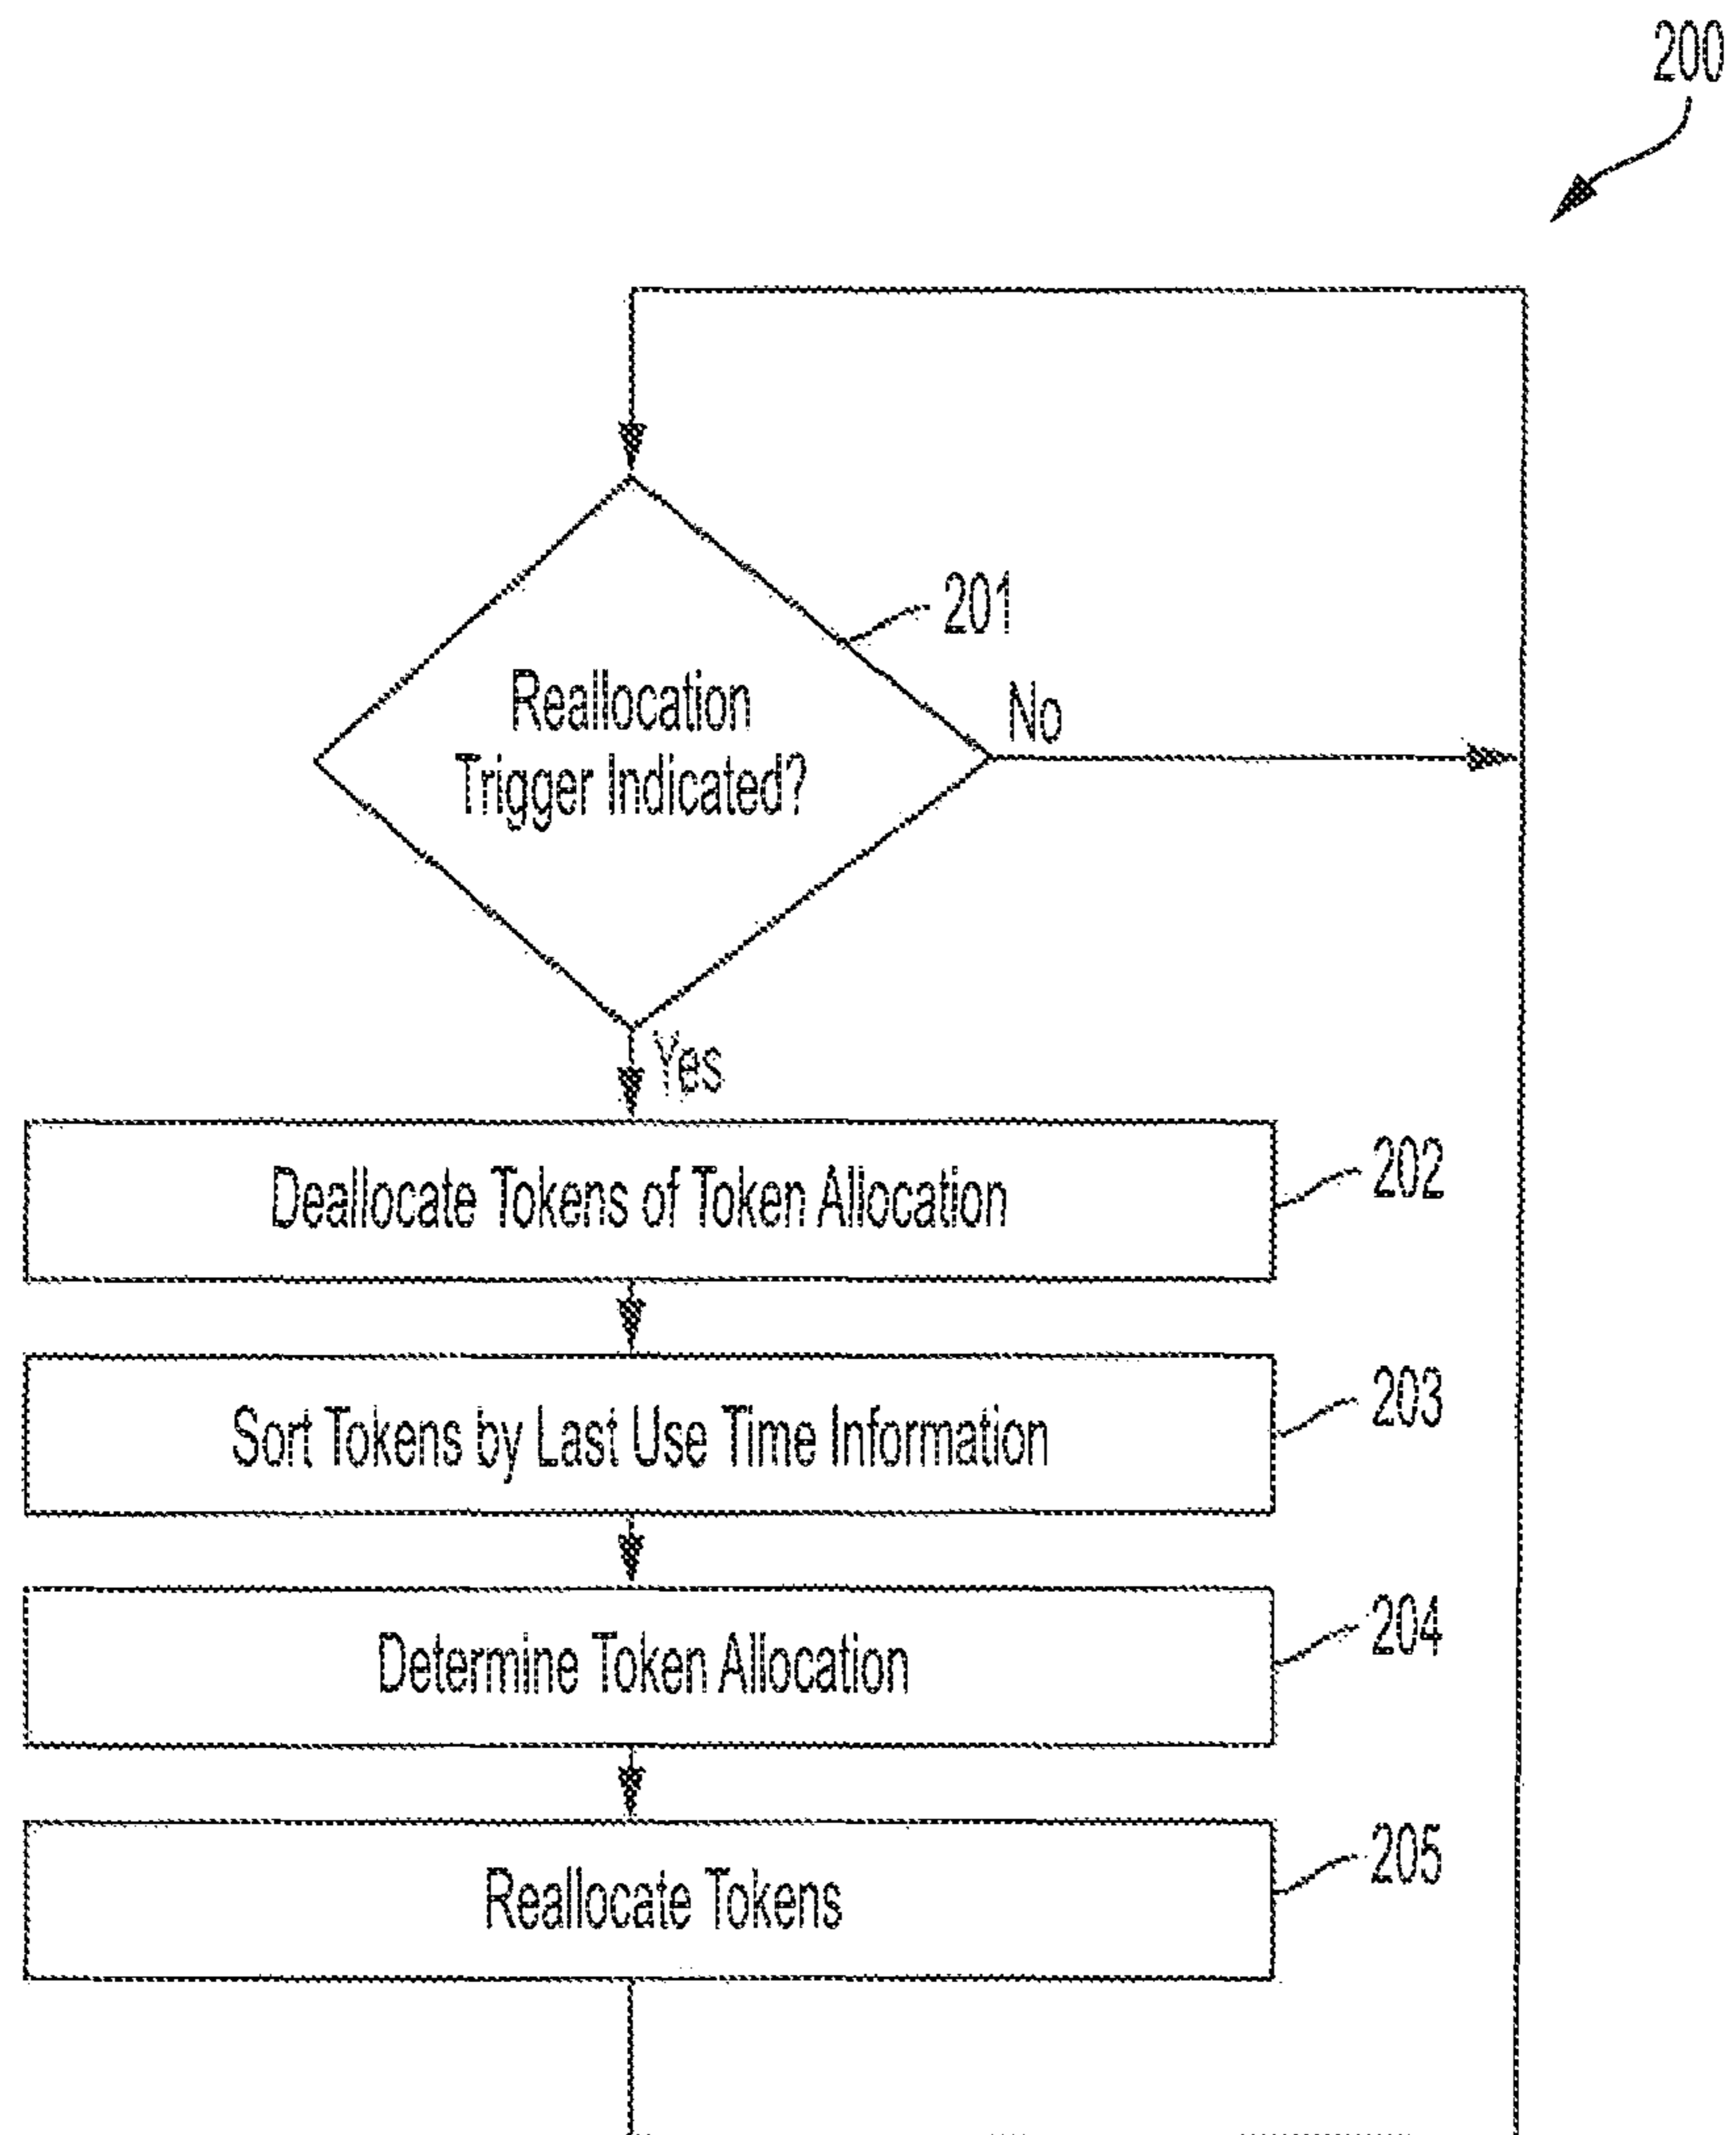 200
201
Reallocation
Trigger Indicated?
No
Yes
Deallocate Tokens of Token Allocation
202
Sort Tokens by Last Use Time Information
203
Determine Token Allocation
204
Reallocate Tokens
205